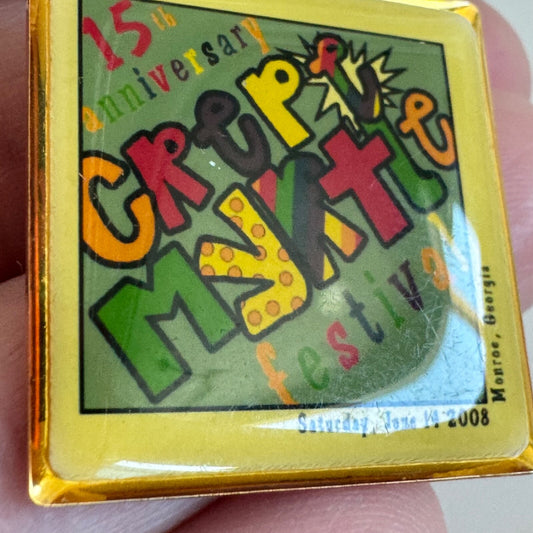 15th
anniversary
CRepe
MyRtle
festival
Saturday, June 14 2008
Monroe, Georgia